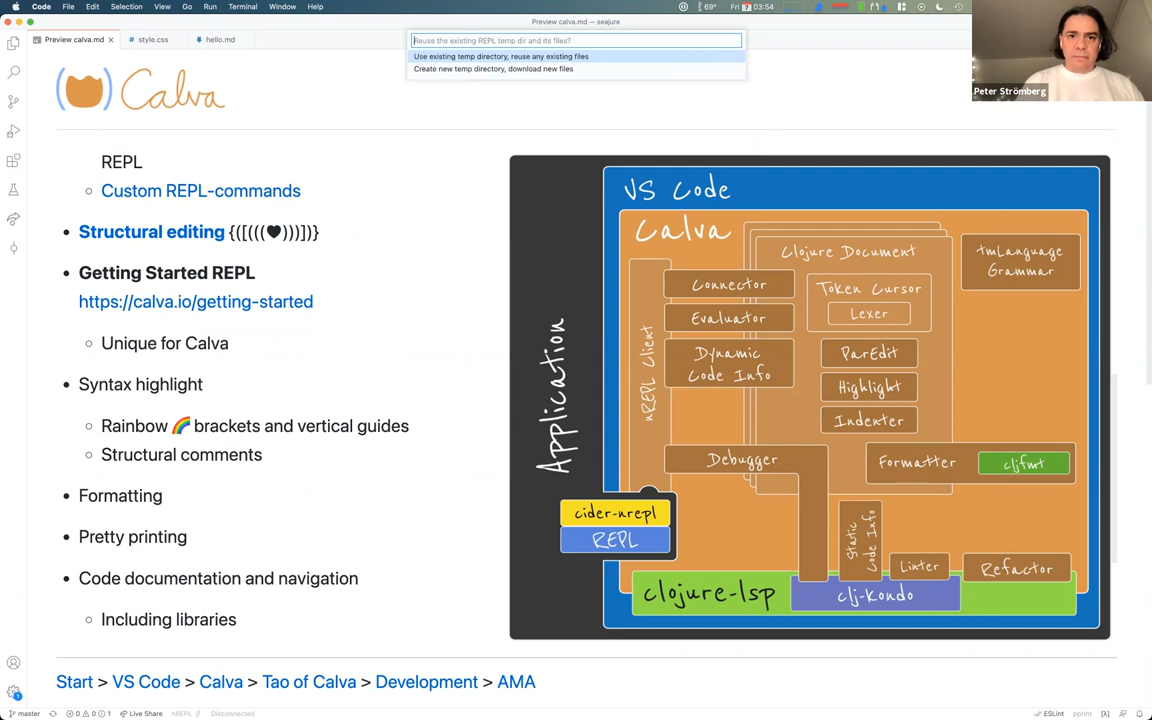 Code File Edit Selection View Go Run Terminal Window Help
69° Fri 7 03:54
Preview calva.md — seajure
Preview calva.md
style.css
hello.md
Reuse the existing REPL temp dir and its files?
Use existing temp directory, reuse any existing files
Create new temp directory, download new files
Peter Strömberg
Calva
REPL
Custom REPL-commands
Structural editing {([(((♥)))])}
Getting Started REPL
https://calva.io/getting-started
Unique for Calva
Syntax highlight
Rainbow 🌈 brackets and vertical guides
Structural comments
Formatting
Pretty printing
Code documentation and navigation
Including libraries
Application
VS Code
Calva
nREPL Client
Clojure Document
tmLanguage
Grammar
Connector
Evaluator
Dynamic
Code Info
Token Cursor
Lexer
ParEdit
Highlight
Indenter
Debugger
Formatter
cljfmt
cider-nrepl
REPL
Static
Code Info
Linter
Refactor
clojure-lsp
clj-kondo
Start > VS Code > Calva > Tao of Calva > Development > AMA
master 0 0 1 Live Share nREPL Disconnected
ESLint pprint [λ]